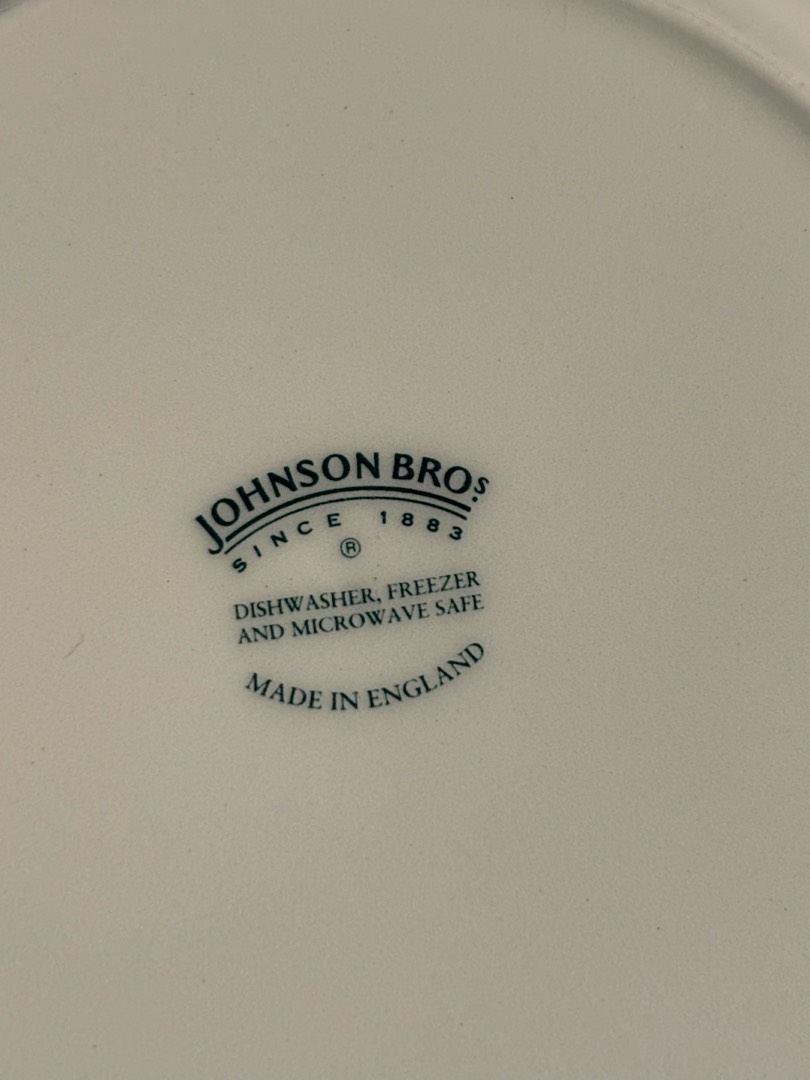 JOHNSON BROS.
SINCE 1883
®
DISHWASHER, FREEZER
AND MICROWAVE SAFE
MADE IN ENGLAND